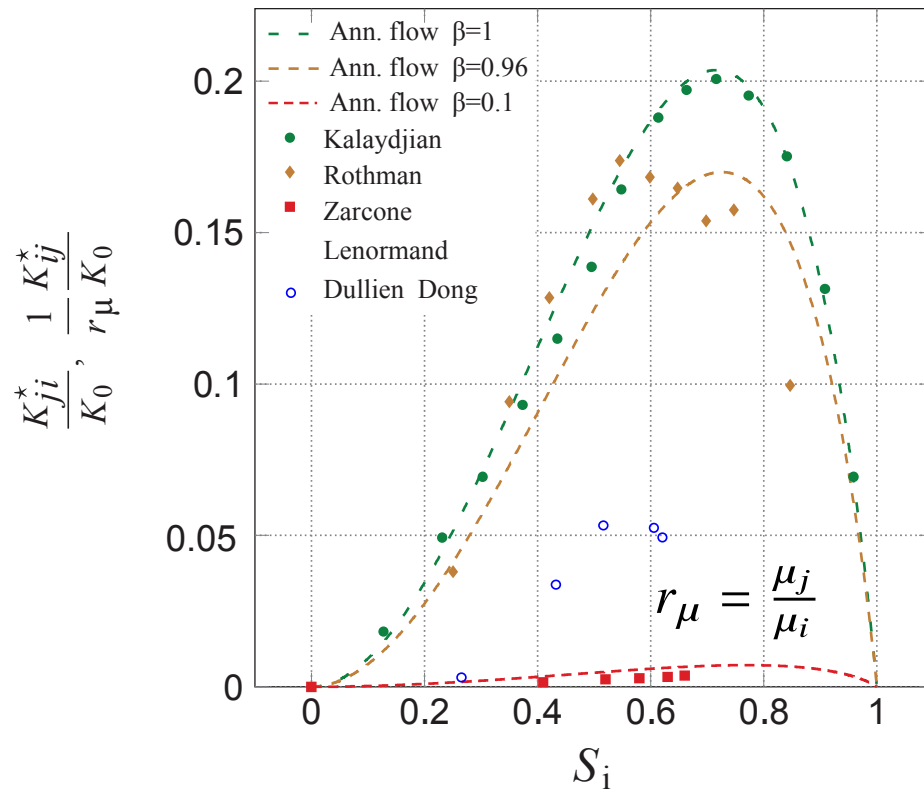 Ann. flow β=1
Ann. flow β=0.96
Ann. flow β=0.1
Kalaydjian
Rothman
Zarcone
Lenormand
Dullien Dong
0.2
0.15
0.1
0.05
0
K*ji/K0, 1/rμ K*ij/K0
rμ = μj/μi
0 0.2 0.4 0.6 0.8 1
Si